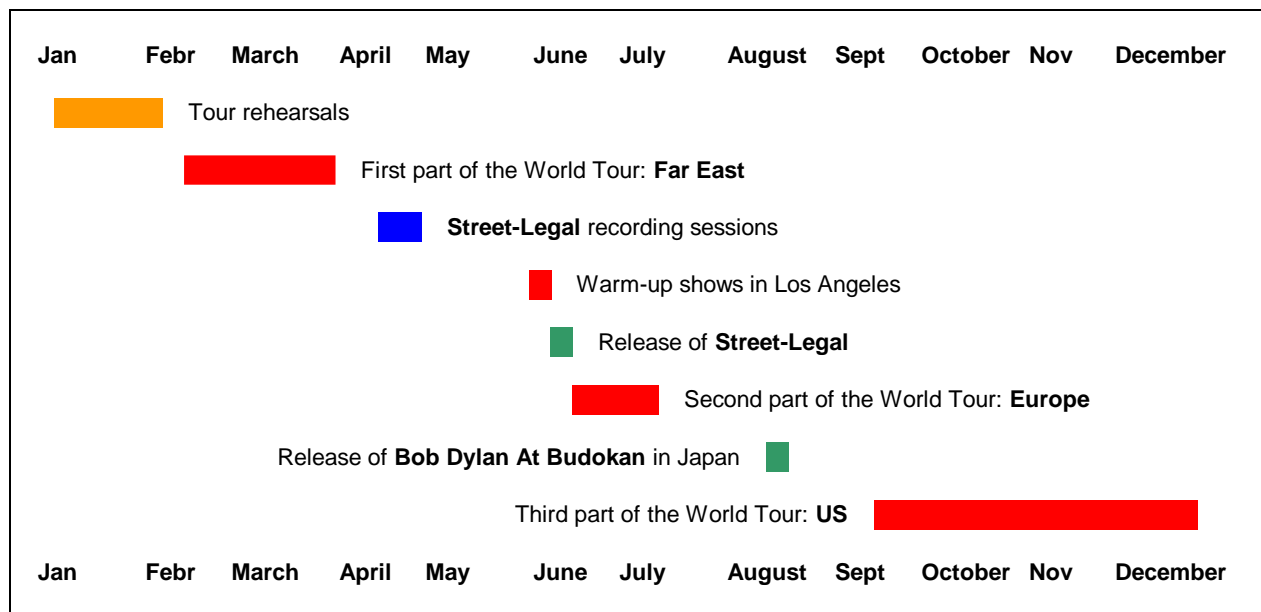 Jan Febr March April May June July August Sept October Nov December
Tour rehearsals
First part of the World Tour: Far East
Street-Legal recording sessions
Warm-up shows in Los Angeles
Release of Street-Legal
Second part of the World Tour: Europe
Release of Bob Dylan At Budokan in Japan
Third part of the World Tour: US
Jan Febr March April May June July August Sept October Nov December